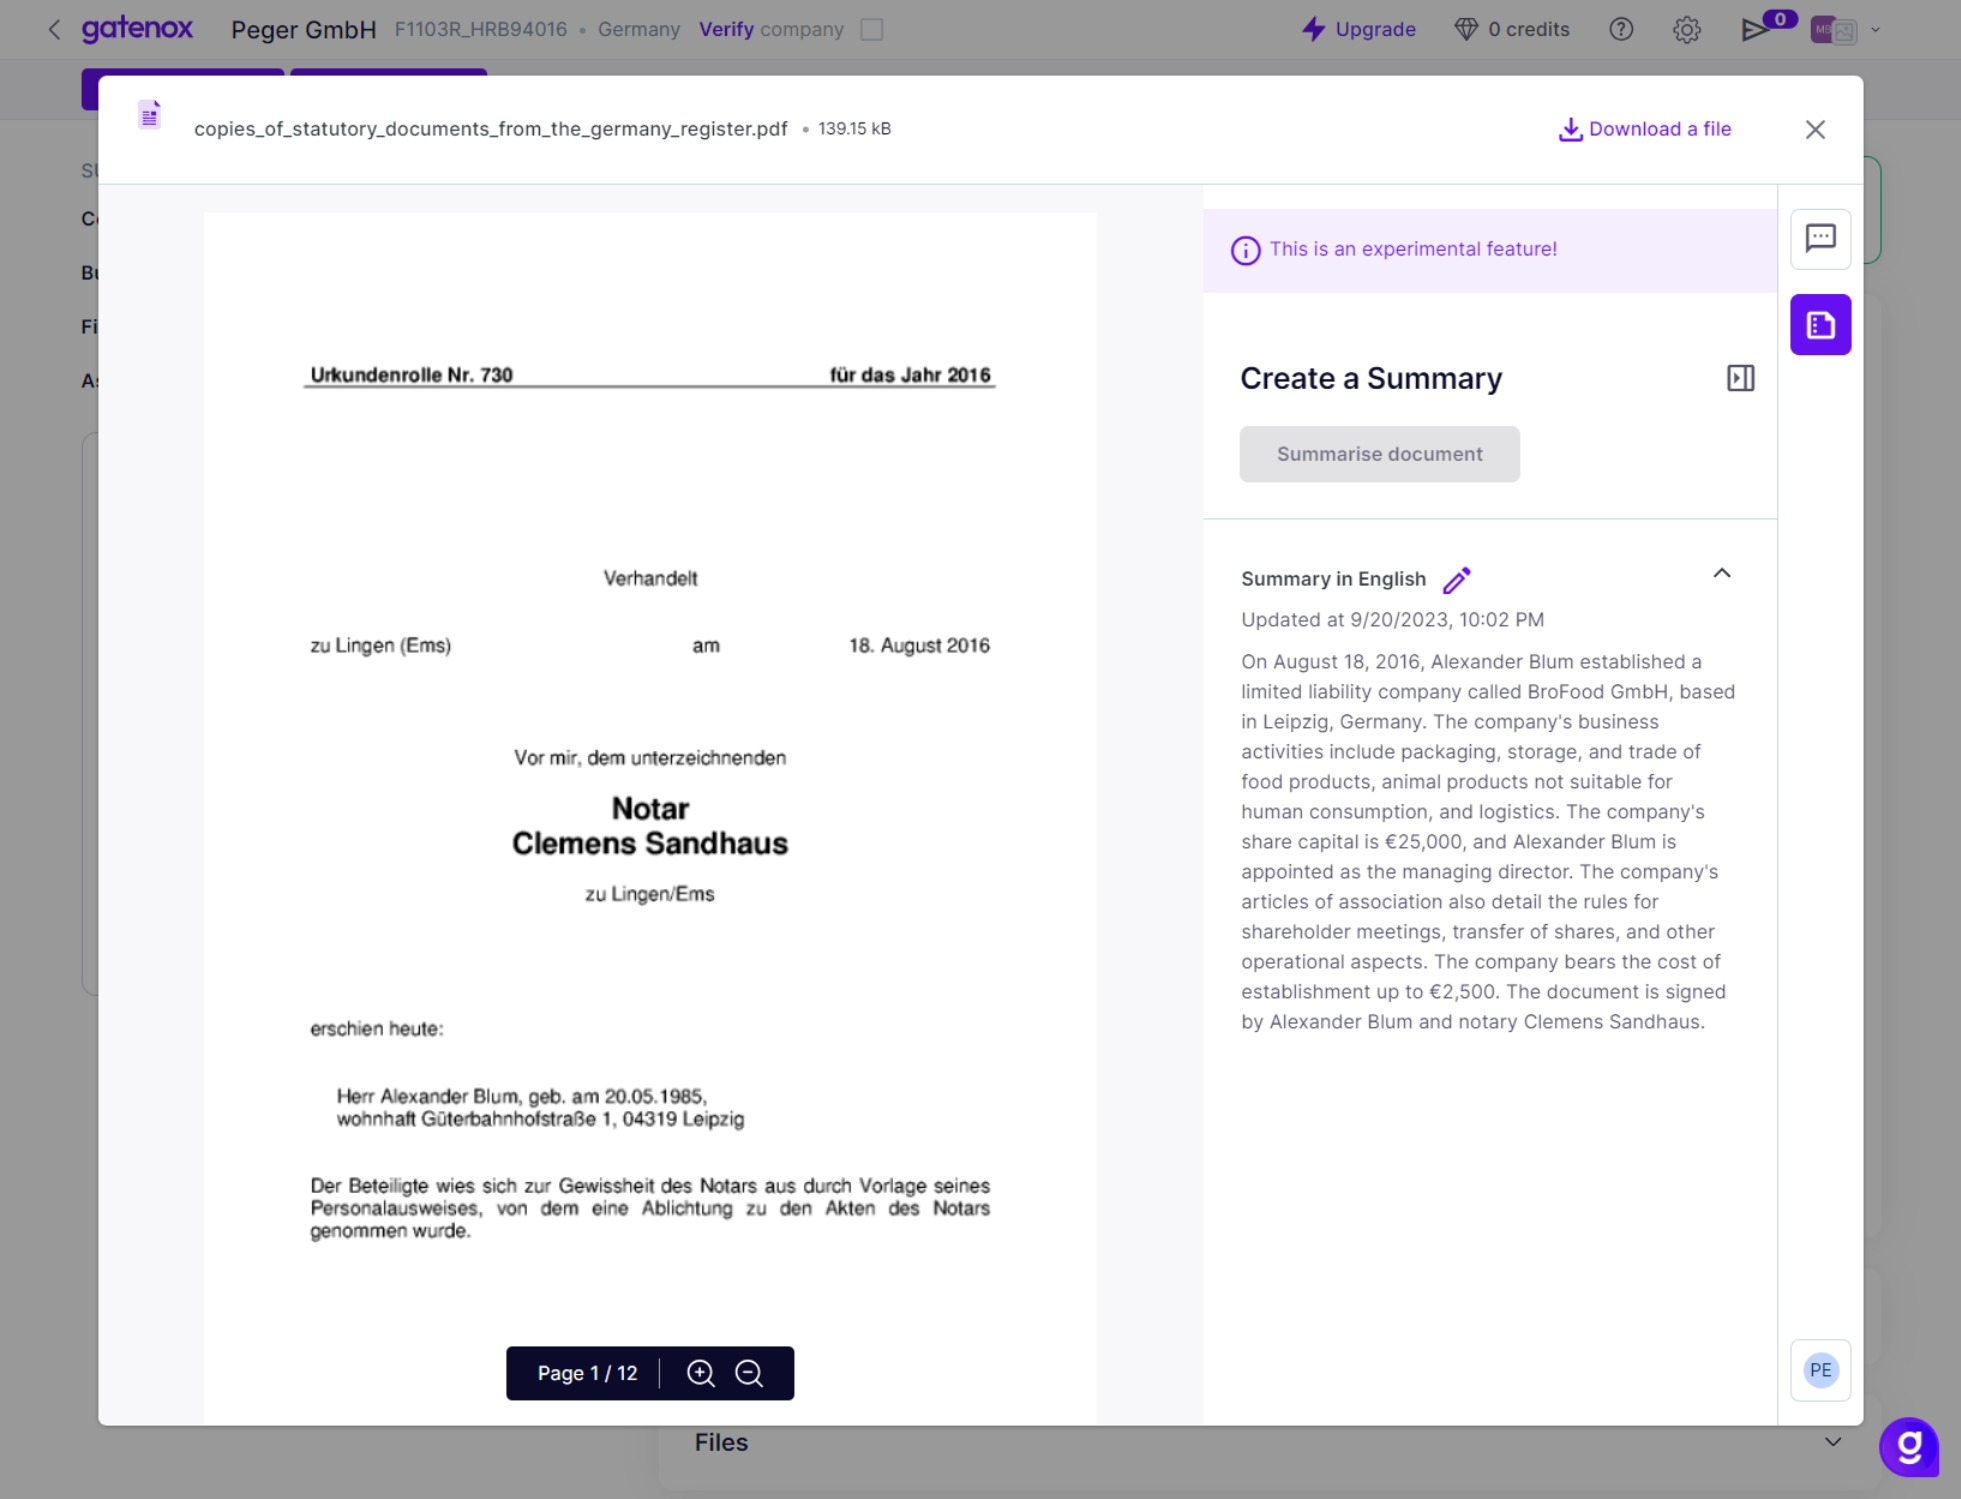 gatenox Peger GmbH F1103R_HRB94016 • Germany Verify company
Upgrade 0 credits 0 MB
copies_of_statutory_documents_from_the_germany_register.pdf • 139.15 kB
Download a file
Urkundenrolle Nr. 730 für das Jahr 2016
Verhandelt
zu Lingen (Ems) am 18. August 2016
Vor mir, dem unterzeichnenden
Notar
Clemens Sandhaus
zu Lingen/Ems
erschien heute:
Herr Alexander Blum, geb. am 20.05.1985,
wohnhaft Güterbahnhofstraße 1, 04319 Leipzig
Der Beteiligte wies sich zur Gewissheit des Notars aus durch Vorlage seines
Personalausweises, von dem eine Ablichtung zu den Akten des Notars
genommen wurde.
Page 1 / 12
This is an experimental feature!
Create a Summary
Summarise document
Summary in English
Updated at 9/20/2023, 10:02 PM
On August 18, 2016, Alexander Blum established a
limited liability company called BroFood GmbH, based
in Leipzig, Germany. The company's business
activities include packaging, storage, and trade of
food products, animal products not suitable for
human consumption, and logistics. The company's
share capital is €25,000, and Alexander Blum is
appointed as the managing director. The company's
articles of association also detail the rules for
shareholder meetings, transfer of shares, and other
operational aspects. The company bears the cost of
establishment up to €2,500. The document is signed
by Alexander Blum and notary Clemens Sandhaus.
PE
Files
g